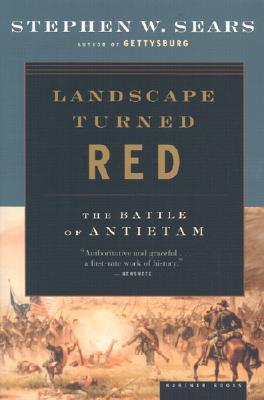 STEPHEN W. SEARS
AUTHOR OF GETTYSBURG
LANDSCAPE
TURNED
RED
THE BATTLE
OF ANTIETAM
"Authoritative and graceful,
a first-rate work of history."
— NEWSWEEK
MARINER BOOKS